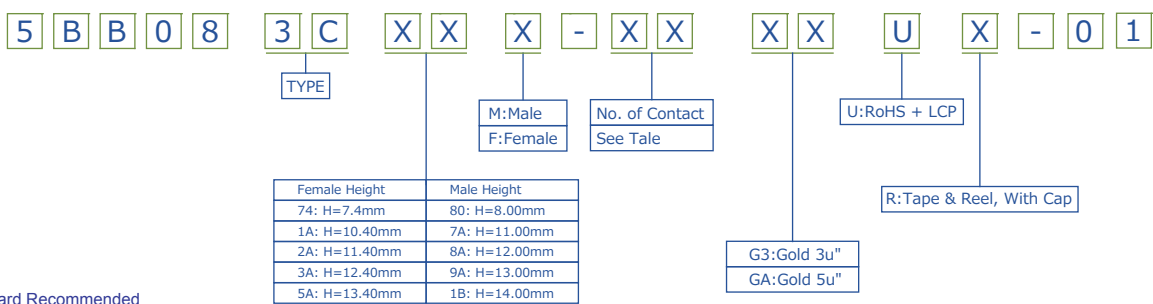 5 B B 0 8 3 C X X X - X X X X U X - 0 1
TYPE
M:Male
F:Female
No. of Contact
See Tale
U:RoHS + LCP
R:Tape & Reel, With Cap
Female Height Male Height
74: H=7.4mm 80: H=8.00mm
1A: H=10.40mm 7A: H=11.00mm
2A: H=11.40mm 8A: H=12.00mm
3A: H=12.40mm 9A: H=13.00mm
5A: H=13.40mm 1B: H=14.00mm
G3:Gold 3u"
GA:Gold 5u"
Recommended